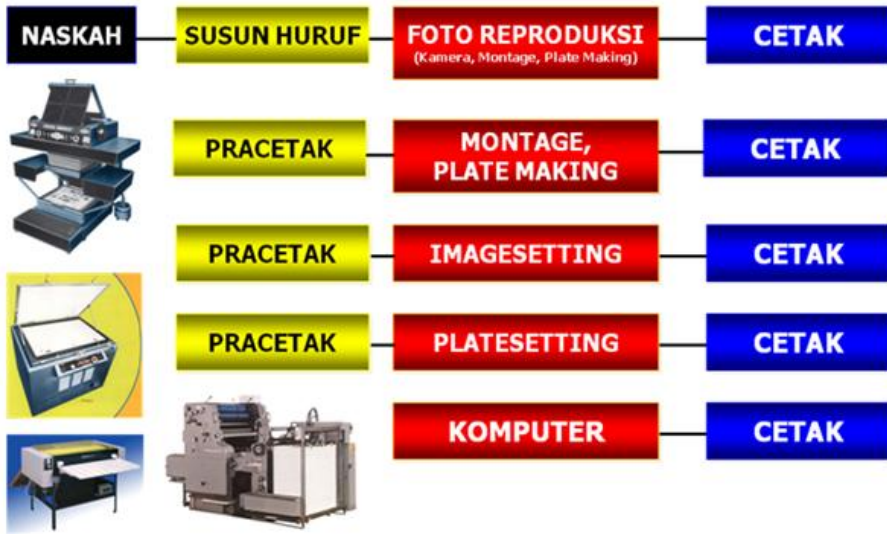 NASKAH
SUSUN HURUF
FOTO REPRODUKSI
(Kamera, Montage, Plate Making)
CETAK
PRACETAK
MONTAGE,
PLATE MAKING
CETAK
PRACETAK
IMAGESETTING
CETAK
PRACETAK
PLATESETTING
CETAK
KOMPUTER
CETAK